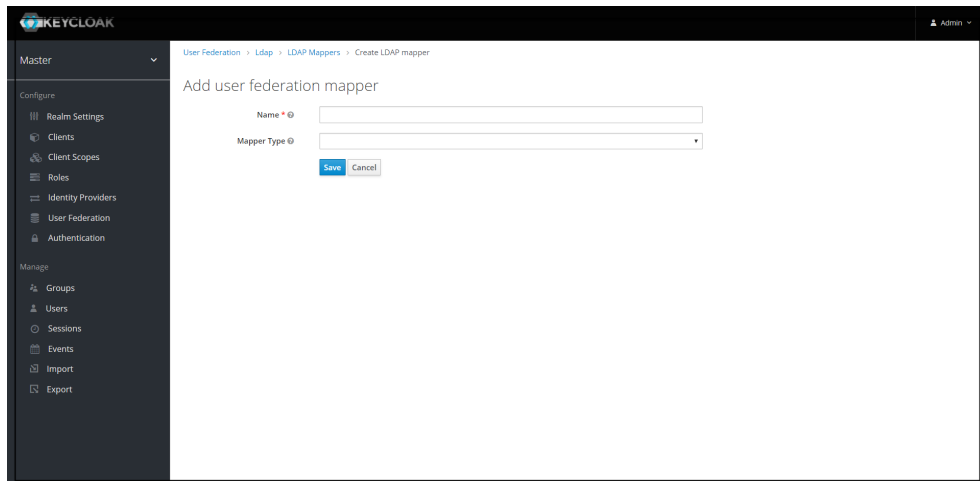 KEYCLOAK
Admin
Master
User Federation > Ldap > LDAP Mappers > Create LDAP mapper
Add user federation mapper
Configure
Realm Settings
Clients
Client Scopes
Roles
Identity Providers
User Federation
Authentication
Manage
Groups
Users
Sessions
Events
Import
Export
Name *
Mapper Type
Save Cancel